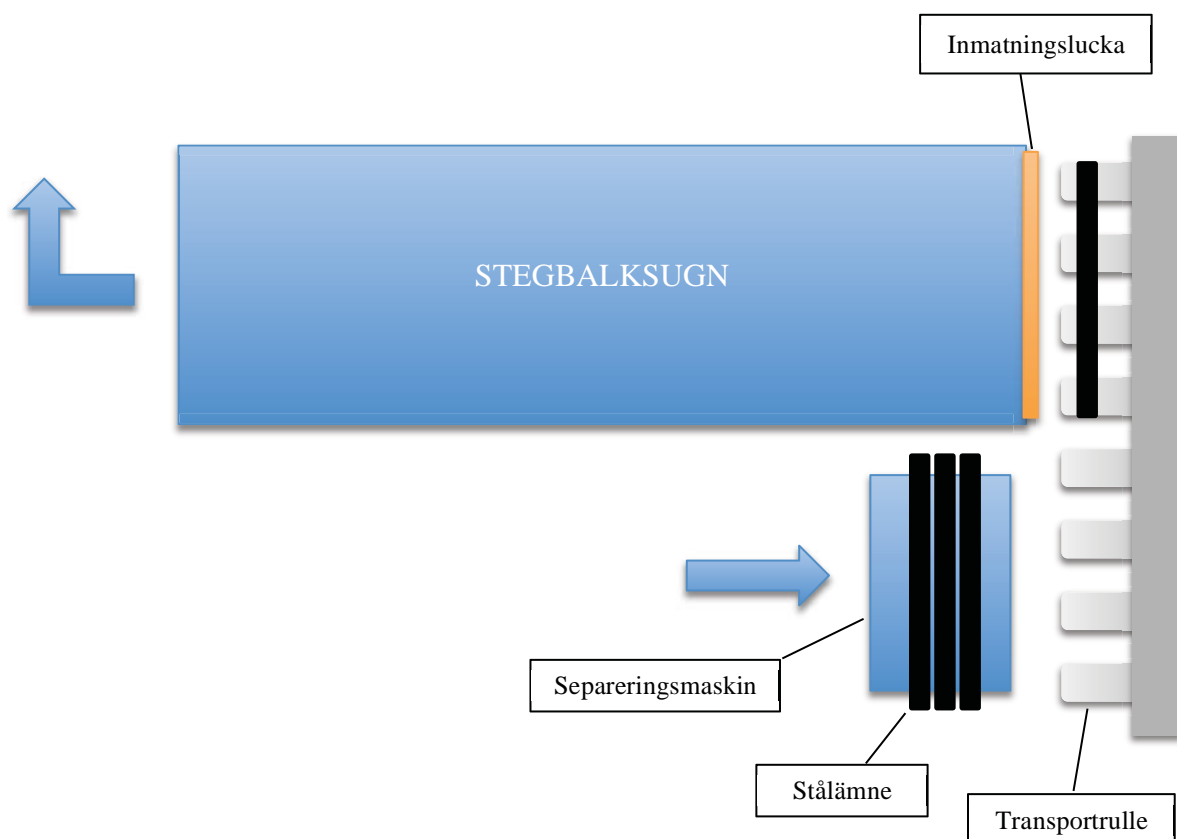 Inmatningslucka
STEGBALKSUGN
Separeringsmaskin
Stålämne
Transportrulle